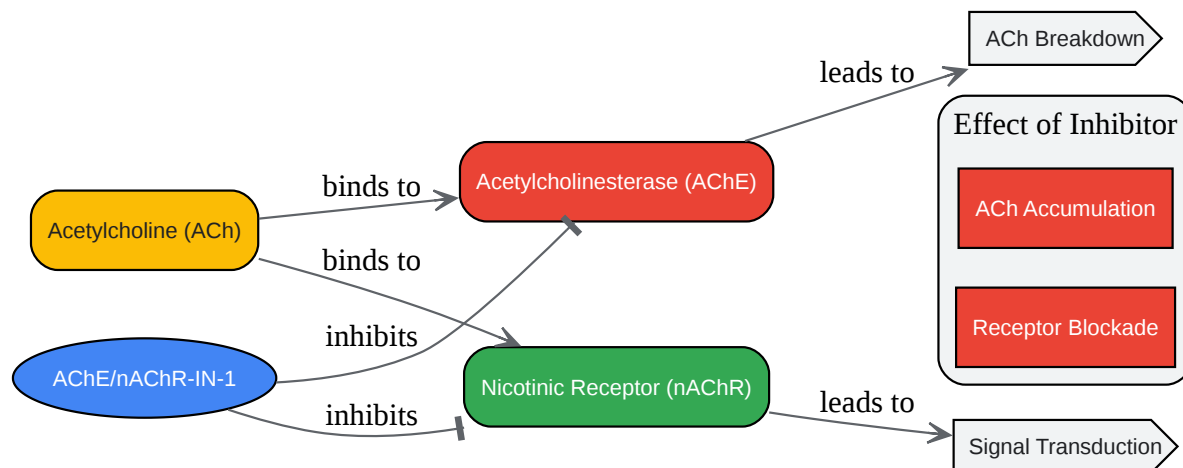 ACh Breakdown
leads to
Effect of Inhibitor
Acetylcholinesterase (AChE)
binds to
ACh Accumulation
Acetylcholine (ACh)
binds to
inhibits
Receptor Blockade
AChE/nAChR-IN-1
Nicotinic Receptor (nAChR)
leads to
inhibits
Signal Transduction